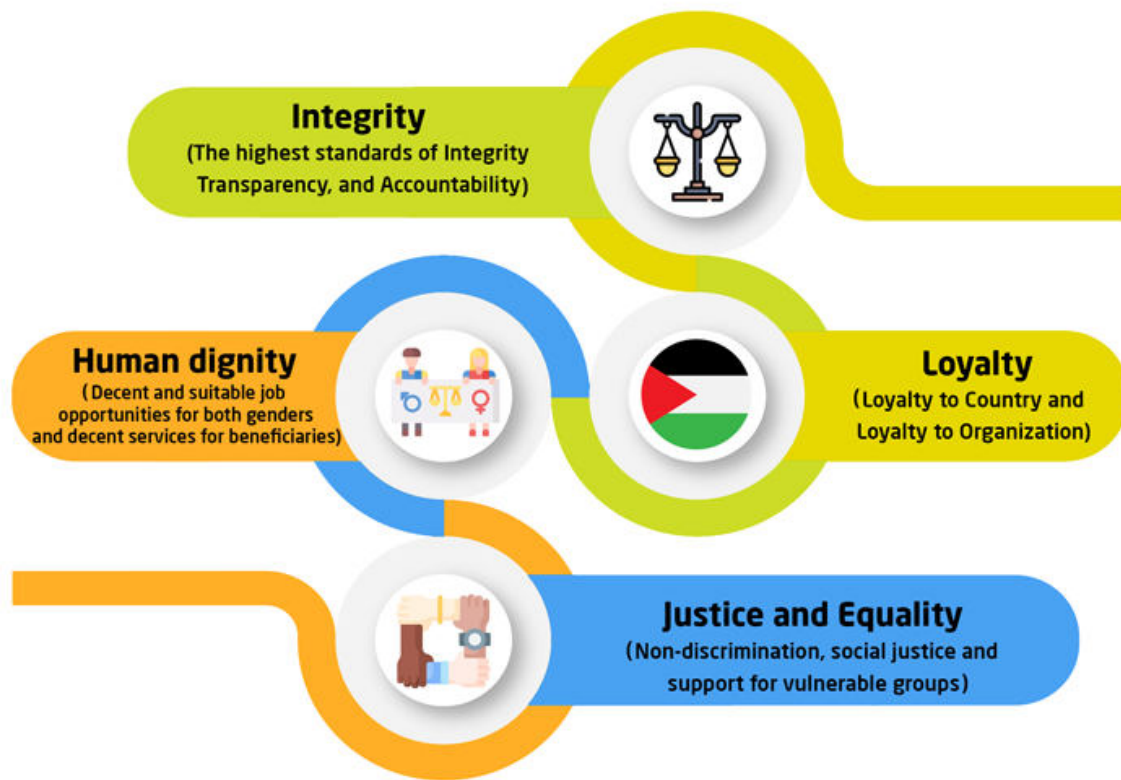 Integrity
(The highest standards of Integrity
Transparency, and Accountability)
Human dignity
(Decent and suitable job
opportunities for both genders
and decent services for beneficiaries)
Loyalty
(Loyalty to Country and
Loyalty to Organization)
Justice and Equality
(Non-discrimination, social justice and
support for vulnerable groups)